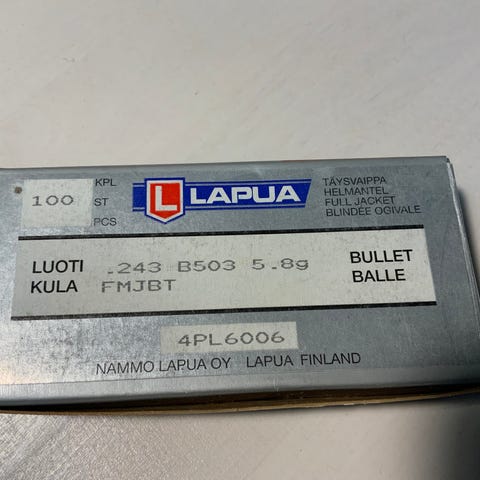 100
KPL
ST
PCS
L LAPUA
TÄYSVAIPPA
HELMANTEL
FULL JACKET
BLINDÉE OGIVALE
LUOTI
KULA
.243 B503 5.8g
FMJBT
BULLET
BALLE
4PL6006
NAMMO LAPUA OY LAPUA FINLAND